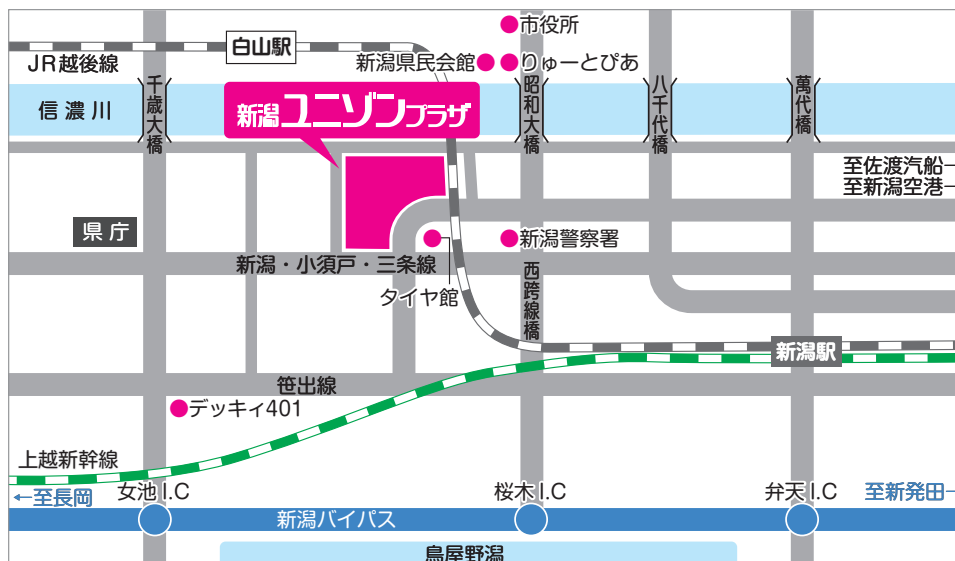 市役所
白山駅
新潟県民会館
りゅーとぴあ
JR越後線
千歳大橋
昭和大橋
八千代橋
萬代橋
信濃川
新潟ユニゾンプラザ
至佐渡汽船
至新潟空港
県庁
新潟警察署
新潟・小須戸・三条線
タイヤ館
西跨線橋
新潟駅
笹出線
デッキィ401
上越新幹線
←至長岡
女池I.C
桜木I.C
弁天I.C
至新発田
新潟バイパス
鳥屋野潟